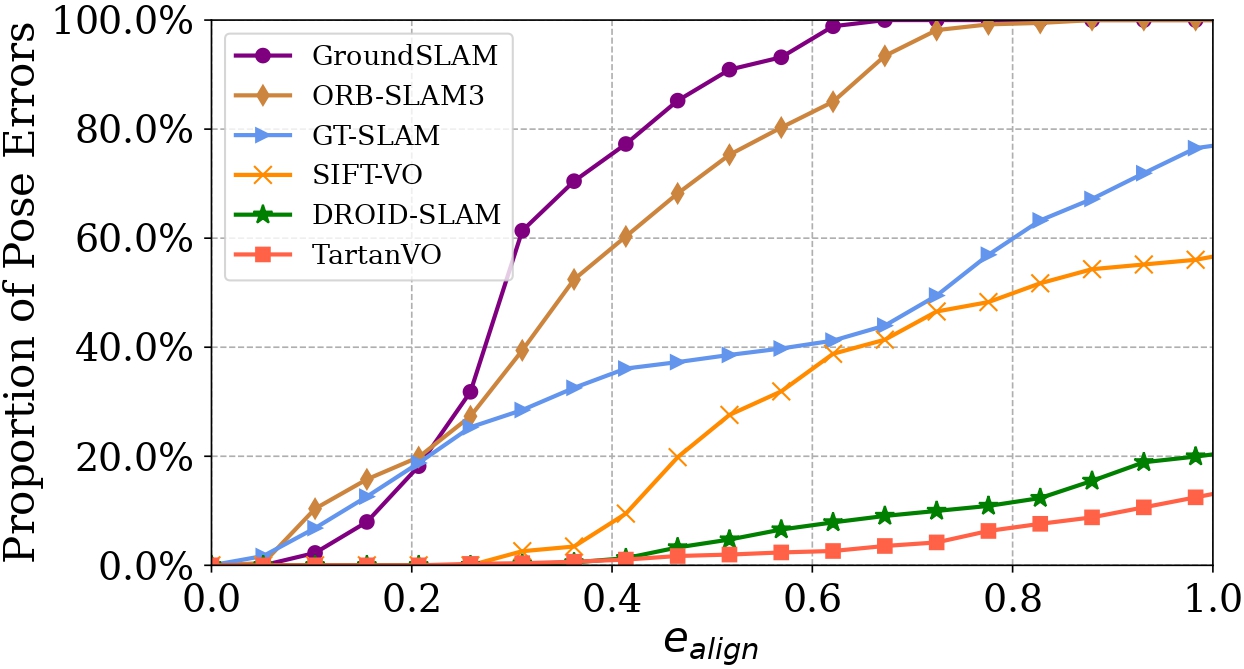 Proportion of Pose Errors
100.0%
80.0%
60.0%
40.0%
20.0%
0.0%
GroundSLAM
ORB-SLAM3
GT-SLAM
SIFT-VO
DROID-SLAM
TartanVO
0.0 0.2 0.4 0.6 0.8 1.0
e_align